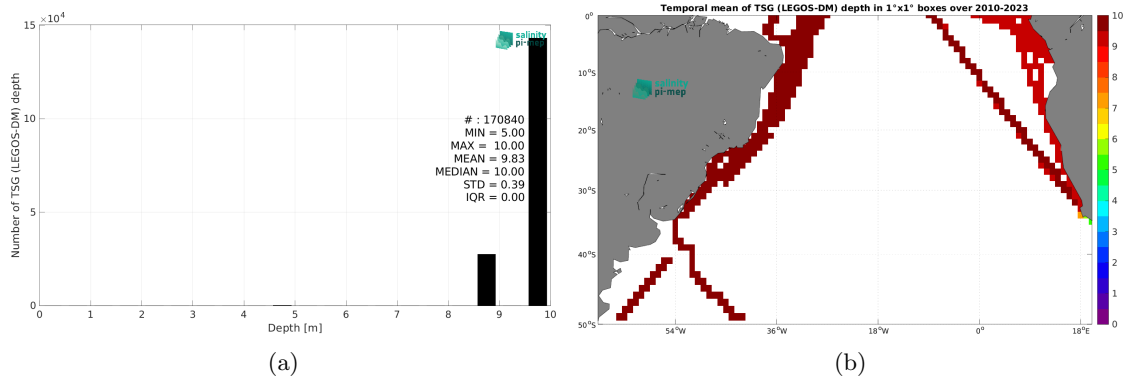 ×10⁴
15
10
5
0
Number of TSG (LEGOS-DM) depth
salinity
pi-mep
# : 170840
MIN = 5.00
MAX = 10.00
MEAN = 9.83
MEDIAN = 10.00
STD = 0.39
IQR = 0.00
0 1 2 3 4 5 6 7 8 9 10
Depth [m]
(a)
Temporal mean of TSG (LEGOS-DM) depth in 1°x1° boxes over 2010-2023
0°
10°S
20°S
30°S
40°S
50°S
salinity
pi-mep
54°W 36°W 18°W 0° 18°E
10
9
8
7
6
5
4
3
2
1
0
(b)